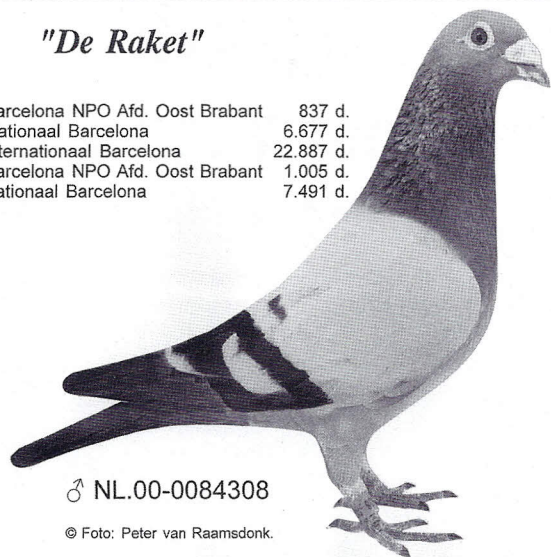 "De Raket"
arcelona NPO Afd. Oost Brabant 837 d.
ationaal Barcelona 6.677 d.
ternationaal Barcelona 22.887 d.
arcelona NPO Afd. Oost Brabant 1.005 d.
ationaal Barcelona 7.491 d.
♂ NL.00-0084308
© Foto: Peter van Raamsdonk.